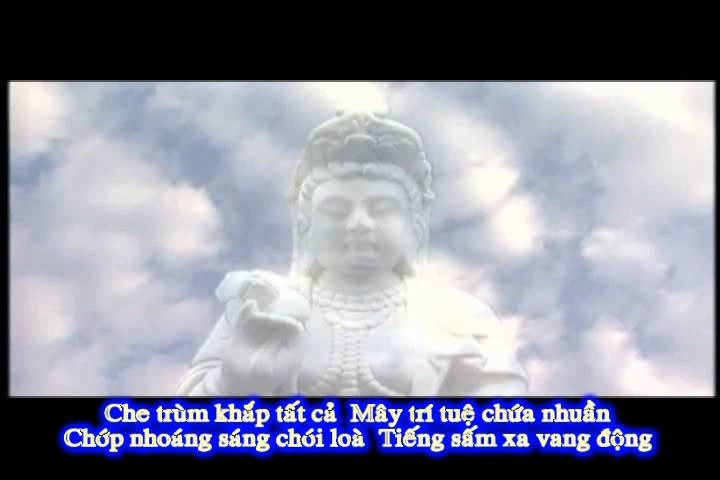 Che trùm khắp tất cả  Mây trí tuệ chứa nhuần
Chớp nhoáng sáng chói loà  Tiếng sấm xa vang động